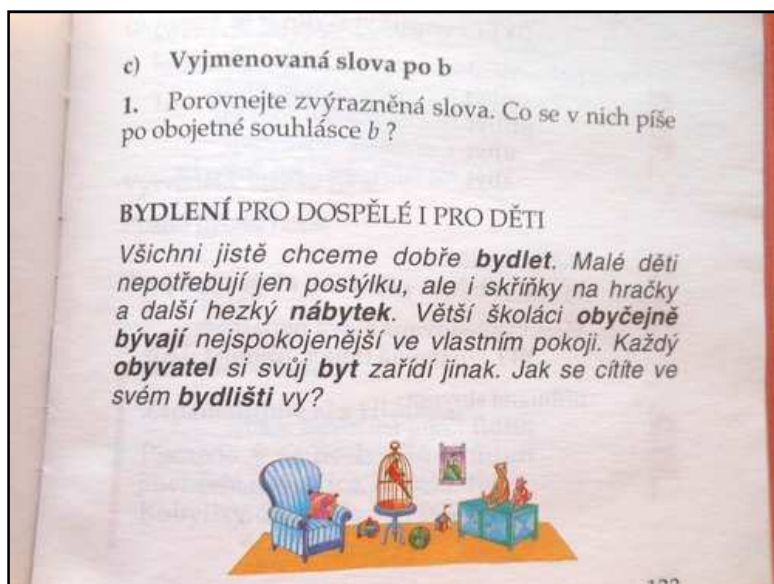 c) Vyjmenovaná slova po b
1. Porovnejte zvýrazněná slova. Co se v nich píše
po obojetné souhlásce b ?
BYDLENÍ PRO DOSPĚLÉ I PRO DĚTI
Všichni jistě chceme dobře bydlet. Malé děti
nepotřebují jen postýlku, ale i skříňky na hračky
a další hezký nábytek. Větší školáci obyčejně
bývají nejspokojenější ve vlastním pokoji. Každý
obyvatel si svůj byt zařídí jinak. Jak se cítíte ve
svém bydlišti vy?